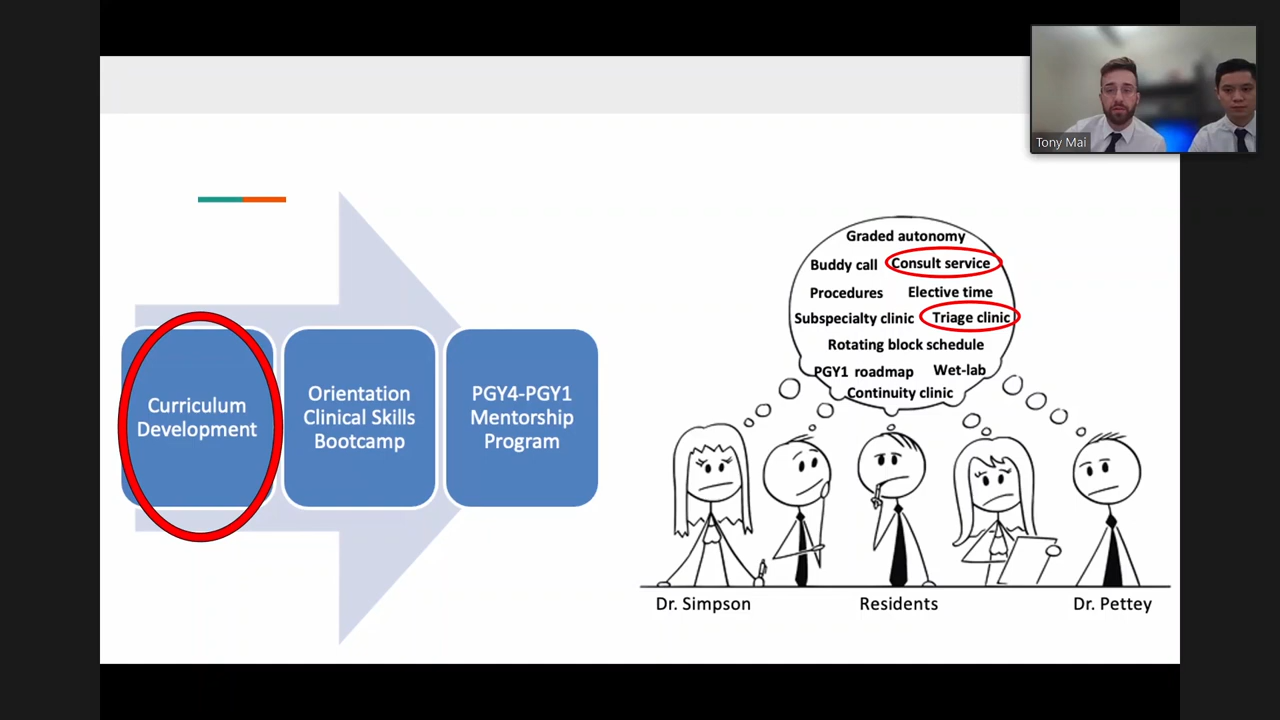 Tony Mai
Curriculum
Development
Orientation
Clinical Skills
Bootcamp
PGY4-PGY1
Mentorship
Program
Graded autonomy
Buddy call Consult service
Procedures Elective time
Subspecialty clinic Triage clinic
Rotating block schedule
PGY1 roadmap Wet-lab
Continuity clinic
Dr. Simpson Residents Dr. Pettey